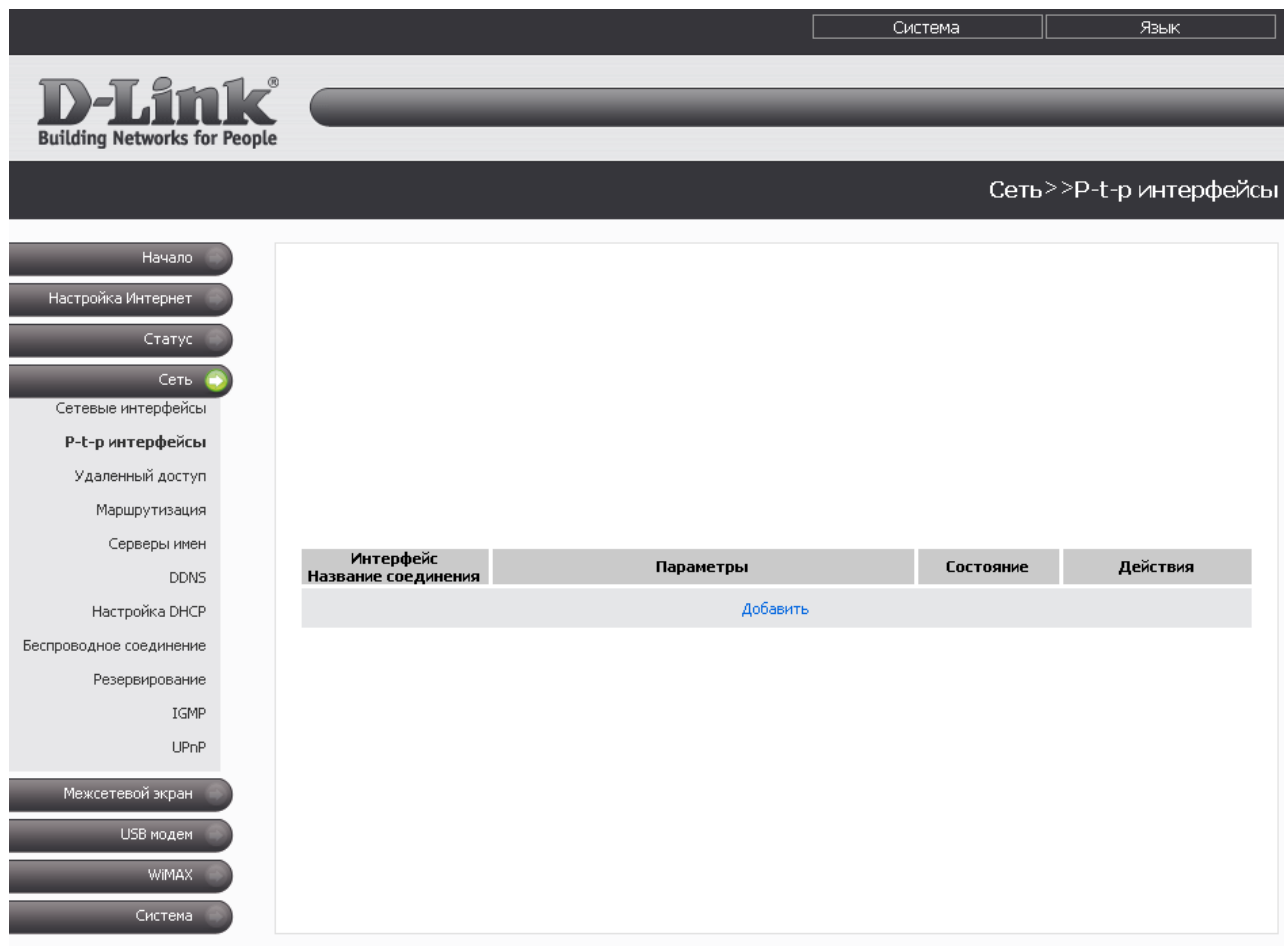 Система
Язык
D-Link®
Building Networks for People
Сеть>>P-t-p интерфейсы
Начало
Настройка Интернет
Статус
Сеть
Сетевые интерфейсы
P-t-p интерфейсы
Удаленный доступ
Маршрутизация
Серверы имен
DDNS
Настройка DHCP
Беспроводное соединение
Резервирование
IGMP
UPnP
Межсетевой экран
USB модем
WiMAX
Система
Интерфейс
Название соединения
Параметры
Состояние
Действия
Добавить